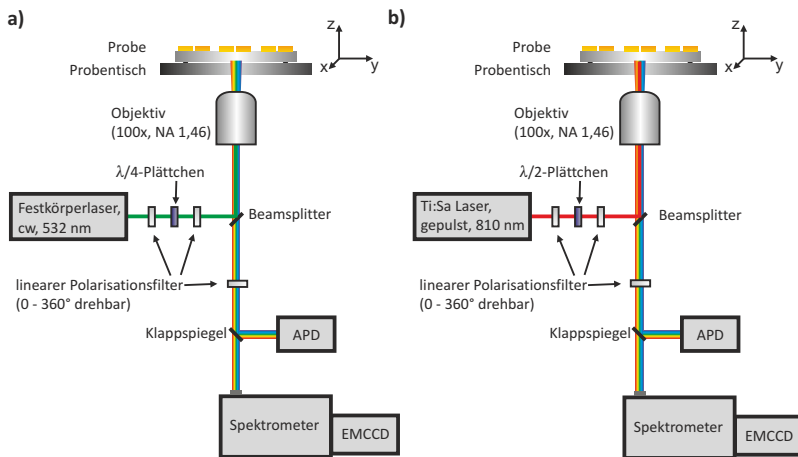 a)
Probe
Probentisch
z
x
y
Objektiv
(100x, NA 1,46)
λ/4-Plättchen
Festkörperlaser,
cw, 532 nm
Beamsplitter
linearer Polarisationsfilter
(0 - 360° drehbar)
Klappspiegel
APD
Spektrometer
EMCCD
b)
Probe
Probentisch
z
x
y
Objektiv
(100x, NA 1,46)
λ/2-Plättchen
Ti:Sa Laser,
gepulst, 810 nm
Beamsplitter
linearer Polarisationsfilter
(0 - 360° drehbar)
Klappspiegel
APD
Spektrometer
EMCCD